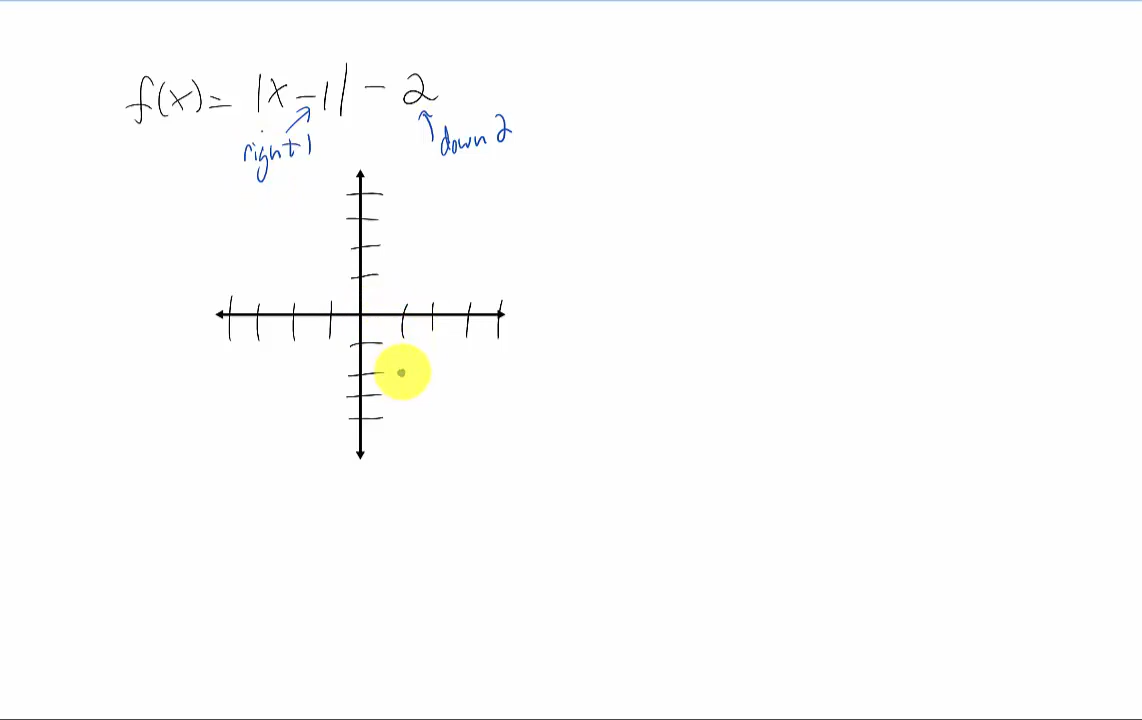 f(x) = |x - 1| - 2
right 1
down 2